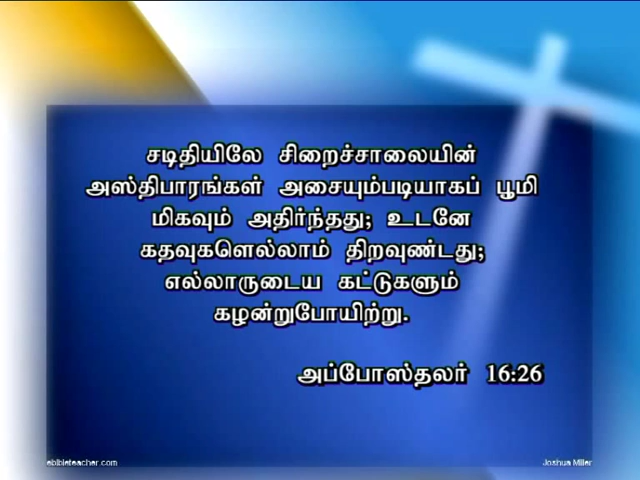 சடிதியிலே சிறைச்சாலையின்
அஸ்திபாரங்கள் அசையும்படியாகப் பூமி
மிகவும் அதிர்ந்தது; உடனே
கதவுகளெல்லாம் திறவுண்டது;
எல்லாருடைய கட்டுகளும்
கழன்றுபோயிற்று.
அப்போஸ்தலர் 16:26
ebibleteacher.com Joshua Miller